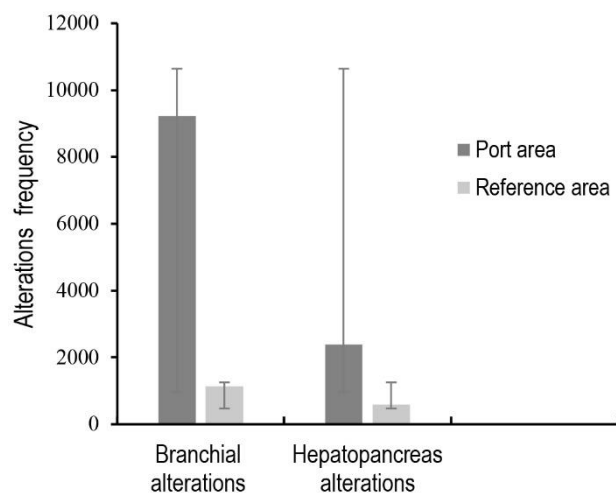 12000
10000
8000
6000
4000
2000
0
Alterations frequency
Port area
Reference area
Branchial
alterations
Hepatopancreas
alterations